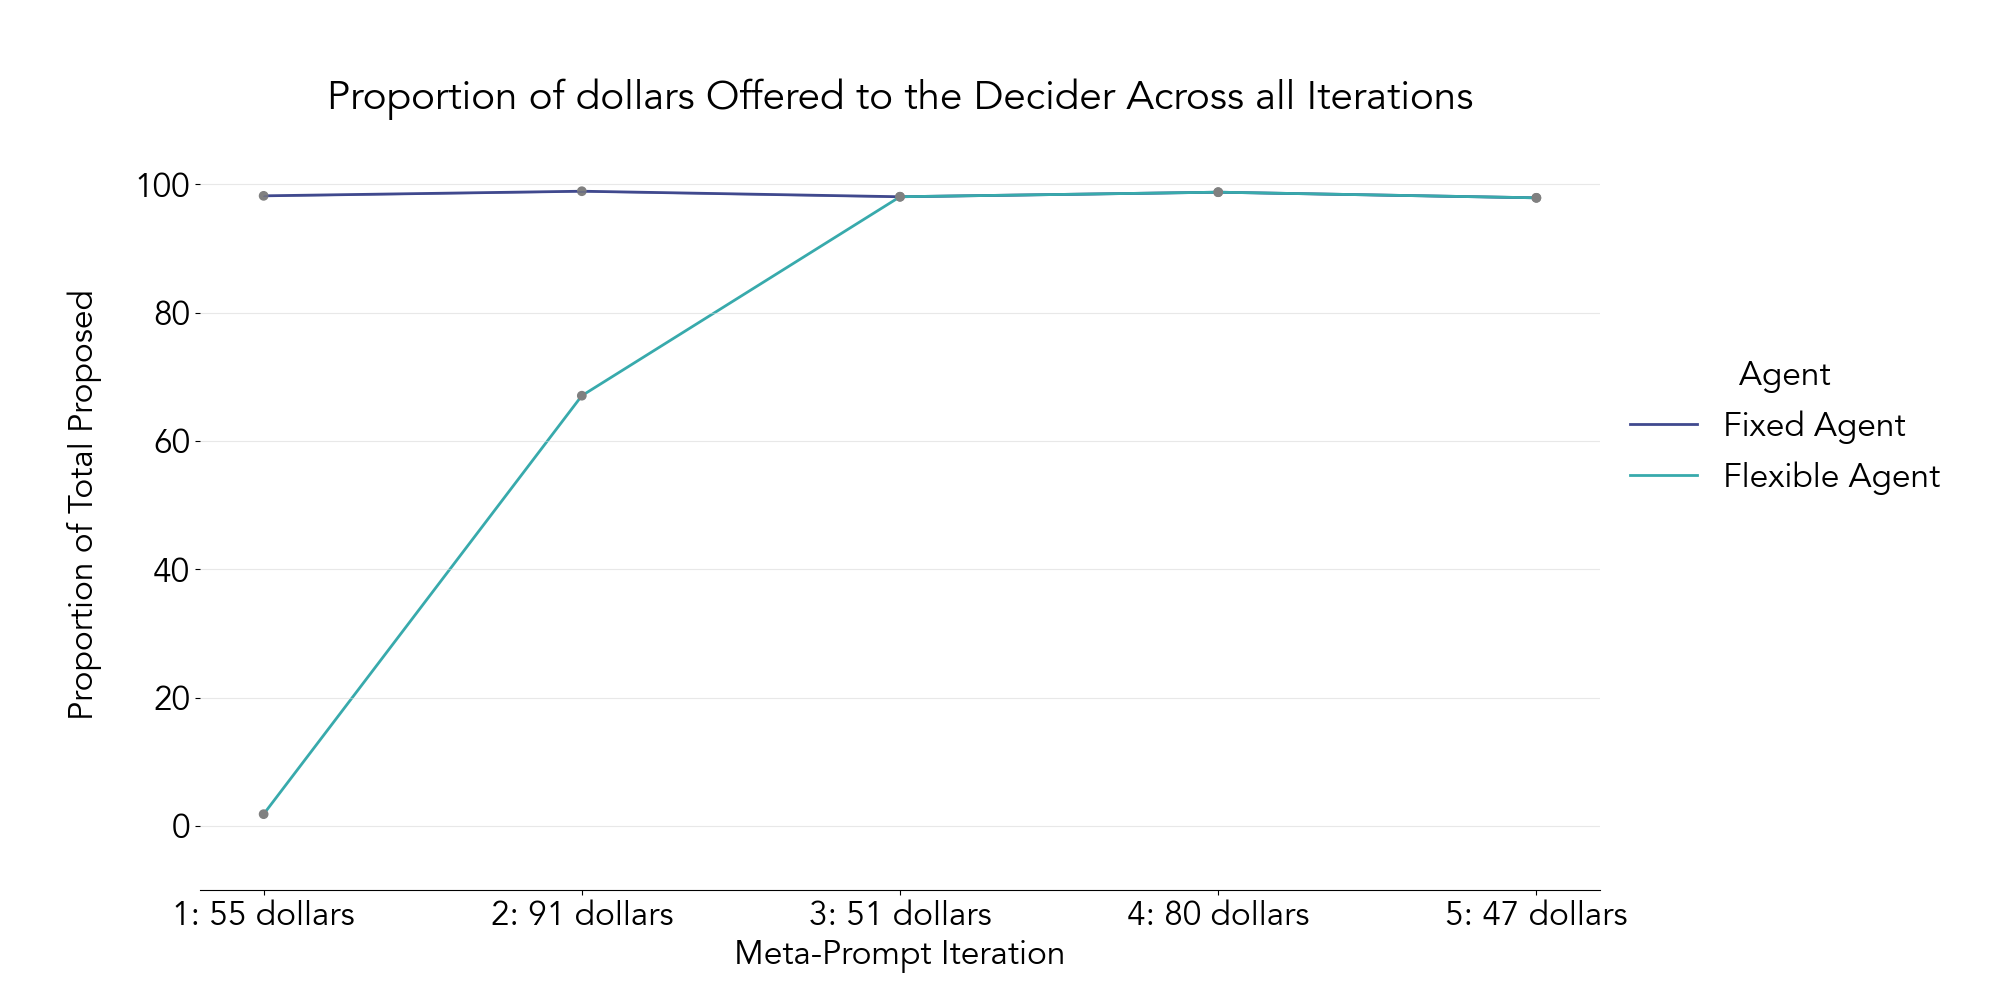 Proportion of dollars Offered to the Decider Across all Iterations
Proportion of Total Proposed
100
80
60
40
20
0
1: 55 dollars
2: 91 dollars
3: 51 dollars
4: 80 dollars
5: 47 dollars
Meta-Prompt Iteration
Agent
Fixed Agent
Flexible Agent